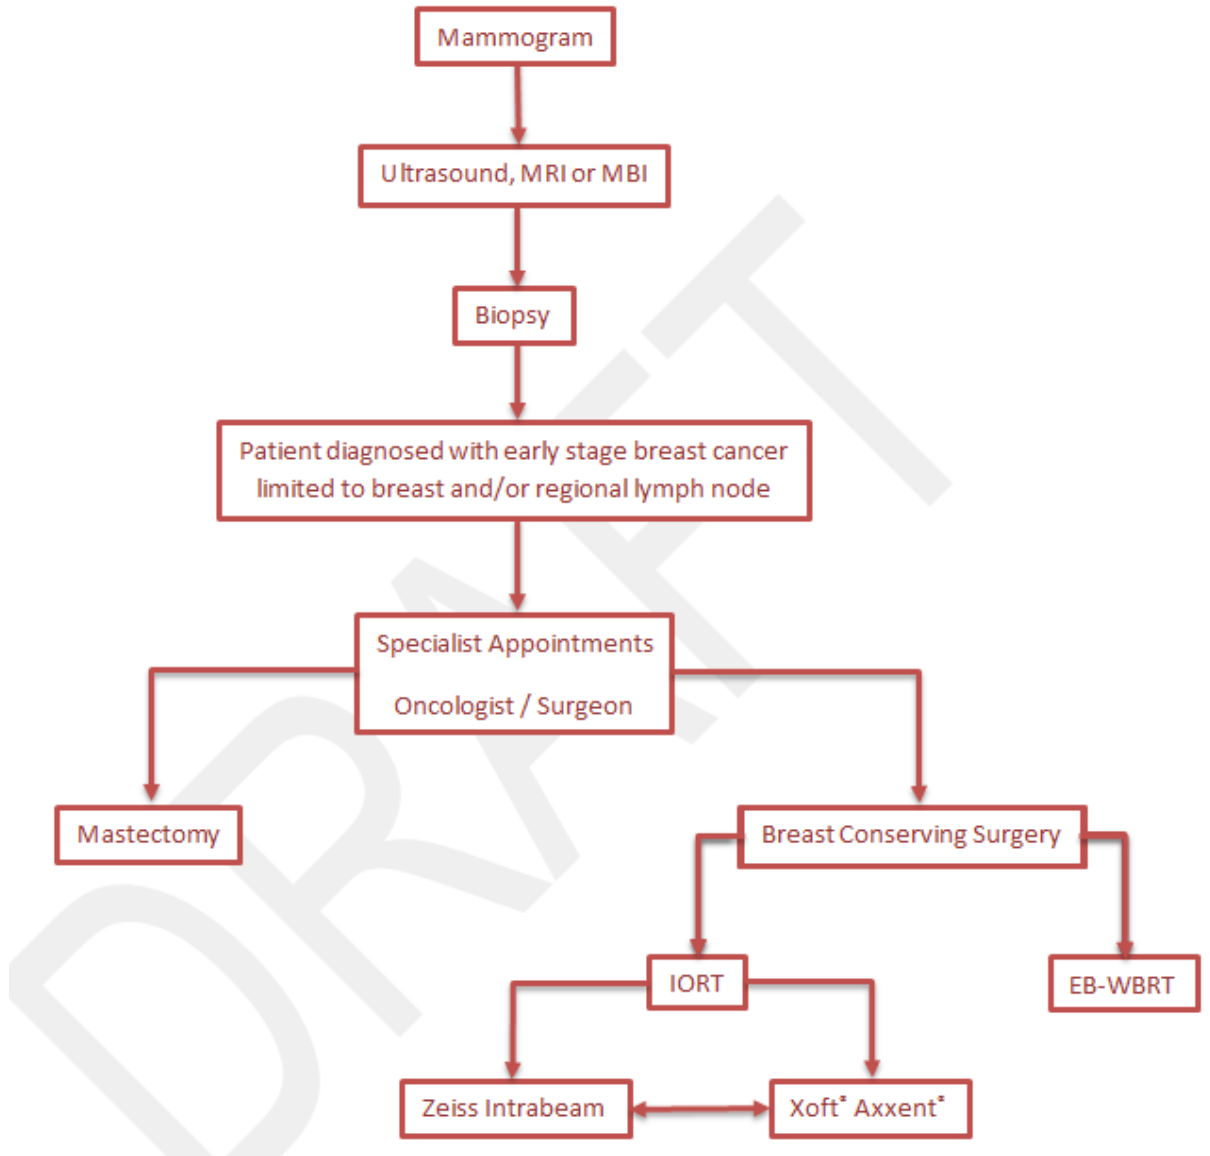 Mammogram
Ultrasound, MRI or MBI
Biopsy
Patient diagnosed with early stage breast cancer
limited to breast and/or regional lymph node
Specialist Appointments
Oncologist / Surgeon
Mastectomy
Breast Conserving Surgery
IORT
EB-WBRT
Zeiss Intrabeam
Xoft® Axxent®
DRAFT